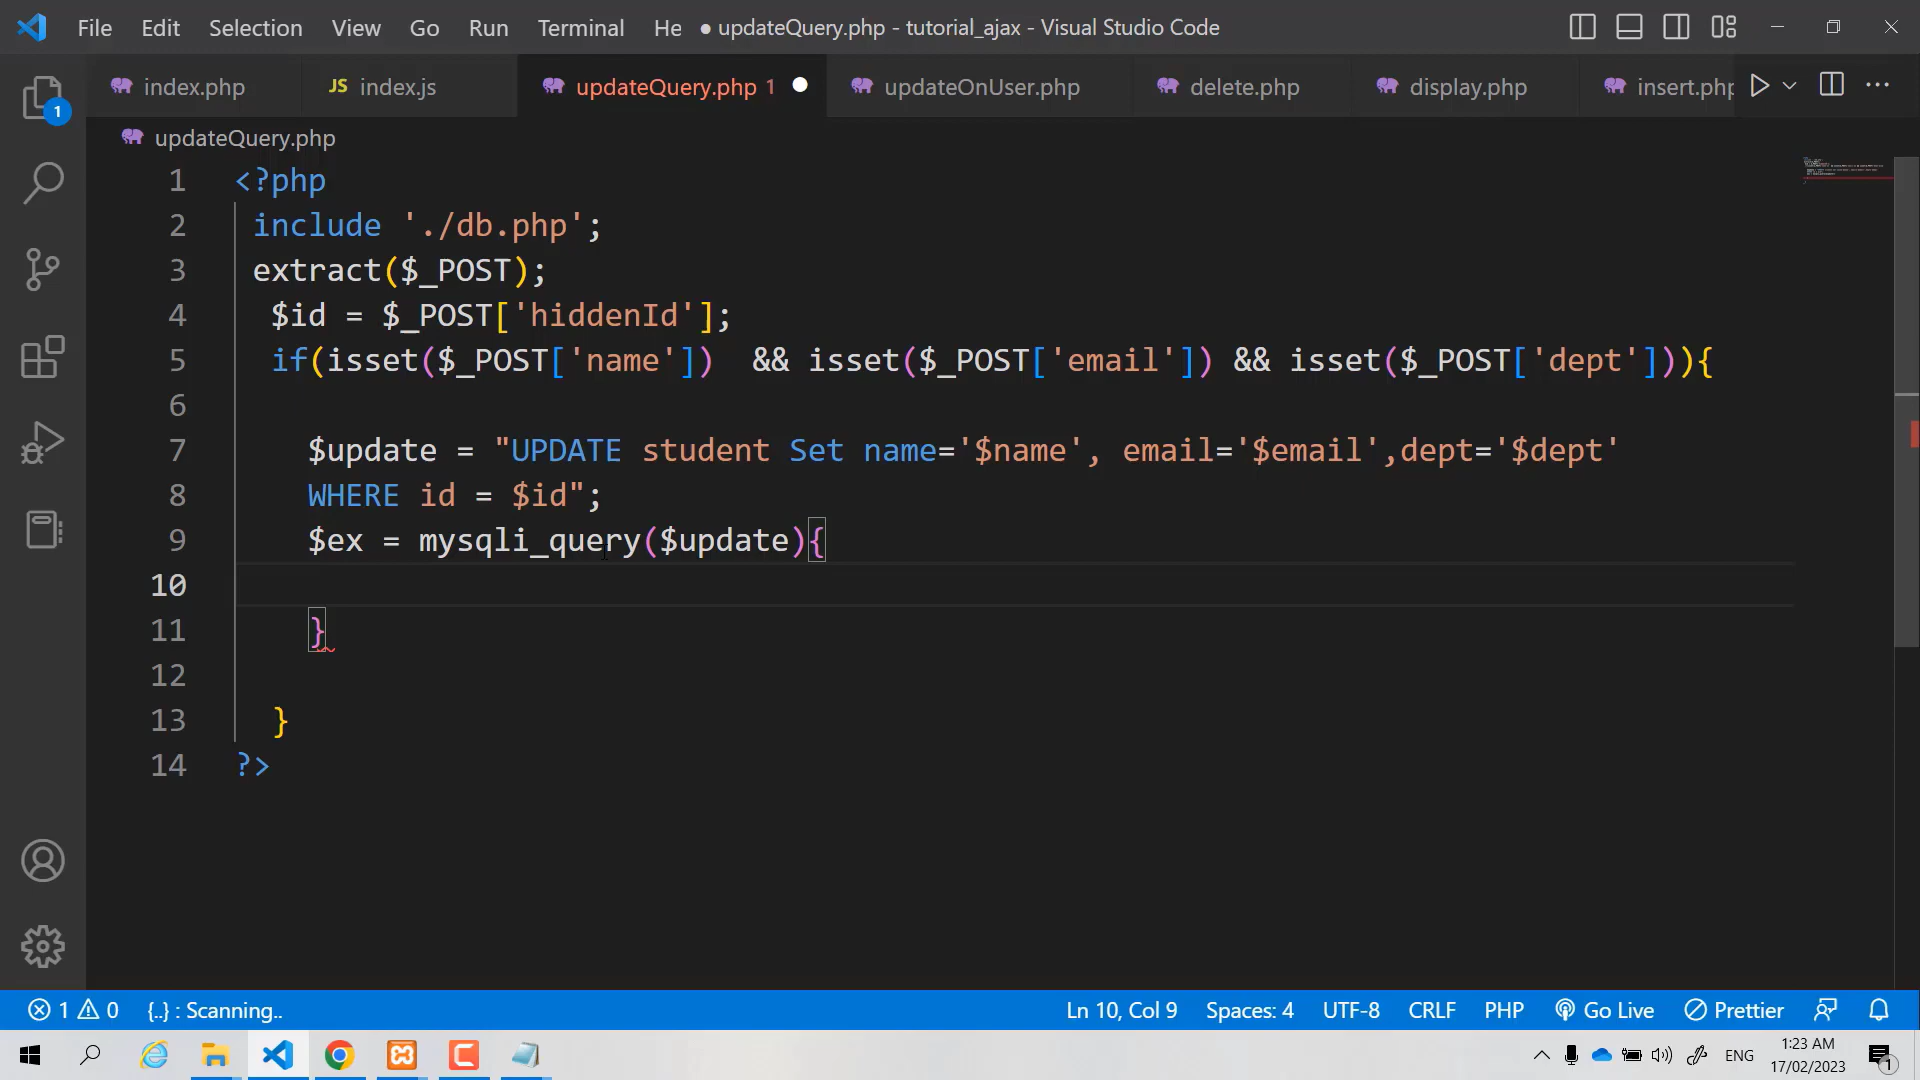 File Edit Selection View Go Run Terminal He ● updateQuery.php - tutorial_ajax - Visual Studio Code
index.php JS index.js updateQuery.php 1 updateOnUser.php delete.php display.php insert.php
1
updateQuery.php
1 <?php
2 include './db.php';
3 extract($_POST);
4 $id = $_POST['hiddenId'];
5 if(isset($_POST['name']) && isset($_POST['email']) && isset($_POST['dept'])){
6
7 $update = "UPDATE student Set name='$name', email='$email',dept='$dept'
8 WHERE id = $id";
9 $ex = mysqli_query($update){
10
11 }
12
13 }
14 ?>
1 0 {..} : Scanning.. Ln 10, Col 9 Spaces: 4 UTF-8 CRLF PHP Go Live Prettier
ENG 1:23 AM
17/02/2023 1